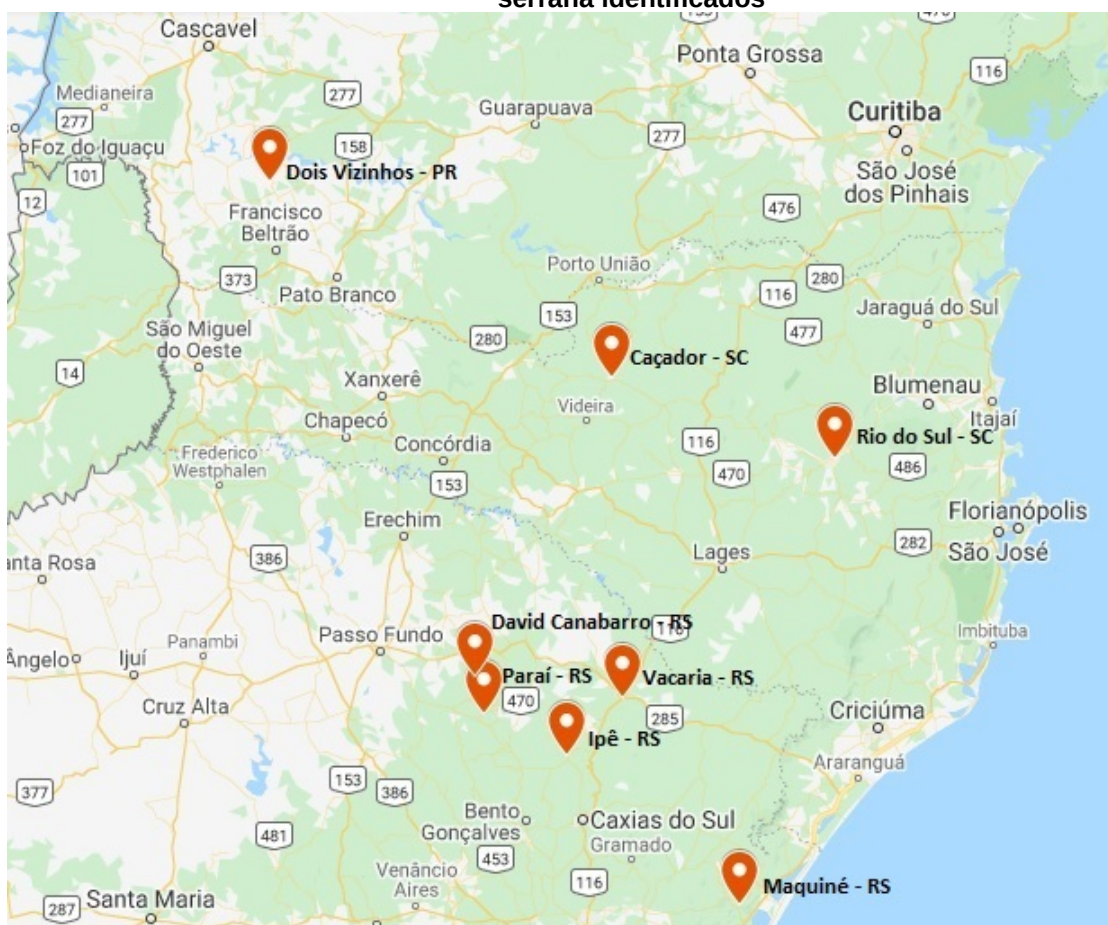 serrana identificados
Cascavel
Ponta Grossa
116
Medianeira
277
Guarapuava
277
Curitiba
277
158
Foz do Iguaçu
Dois Vizinhos - PR
São José
dos Pinhais
101
12
Francisco
Beltrão
476
Porto União
373
Pato Branco
116
280
153
Jaraguá do Sul
São Miguel
do Oeste
280
477
14
Caçador - SC
Xanxerê
Blumenau
Videira
Itajaí
Chapecó
Rio do Sul - SC
Concórdia
116
470
486
Frederico
Westphalen
153
Florianópolis
Erechim
282
São José
386
Lages
anta Rosa
David Canabarro - RS
116
Imbituba
Passo Fundo
Panambi
Ângelo
Ijuí
Paraí - RS
Vacaria - RS
470
Cruz Alta
285
Criciúma
Ipê - RS
Araranguá
153
377
386
Bento
Gonçalves
Caxias do Sul
481
Gramado
453
Venâncio
Aires
116
Maquiné - RS
Santa Maria
287